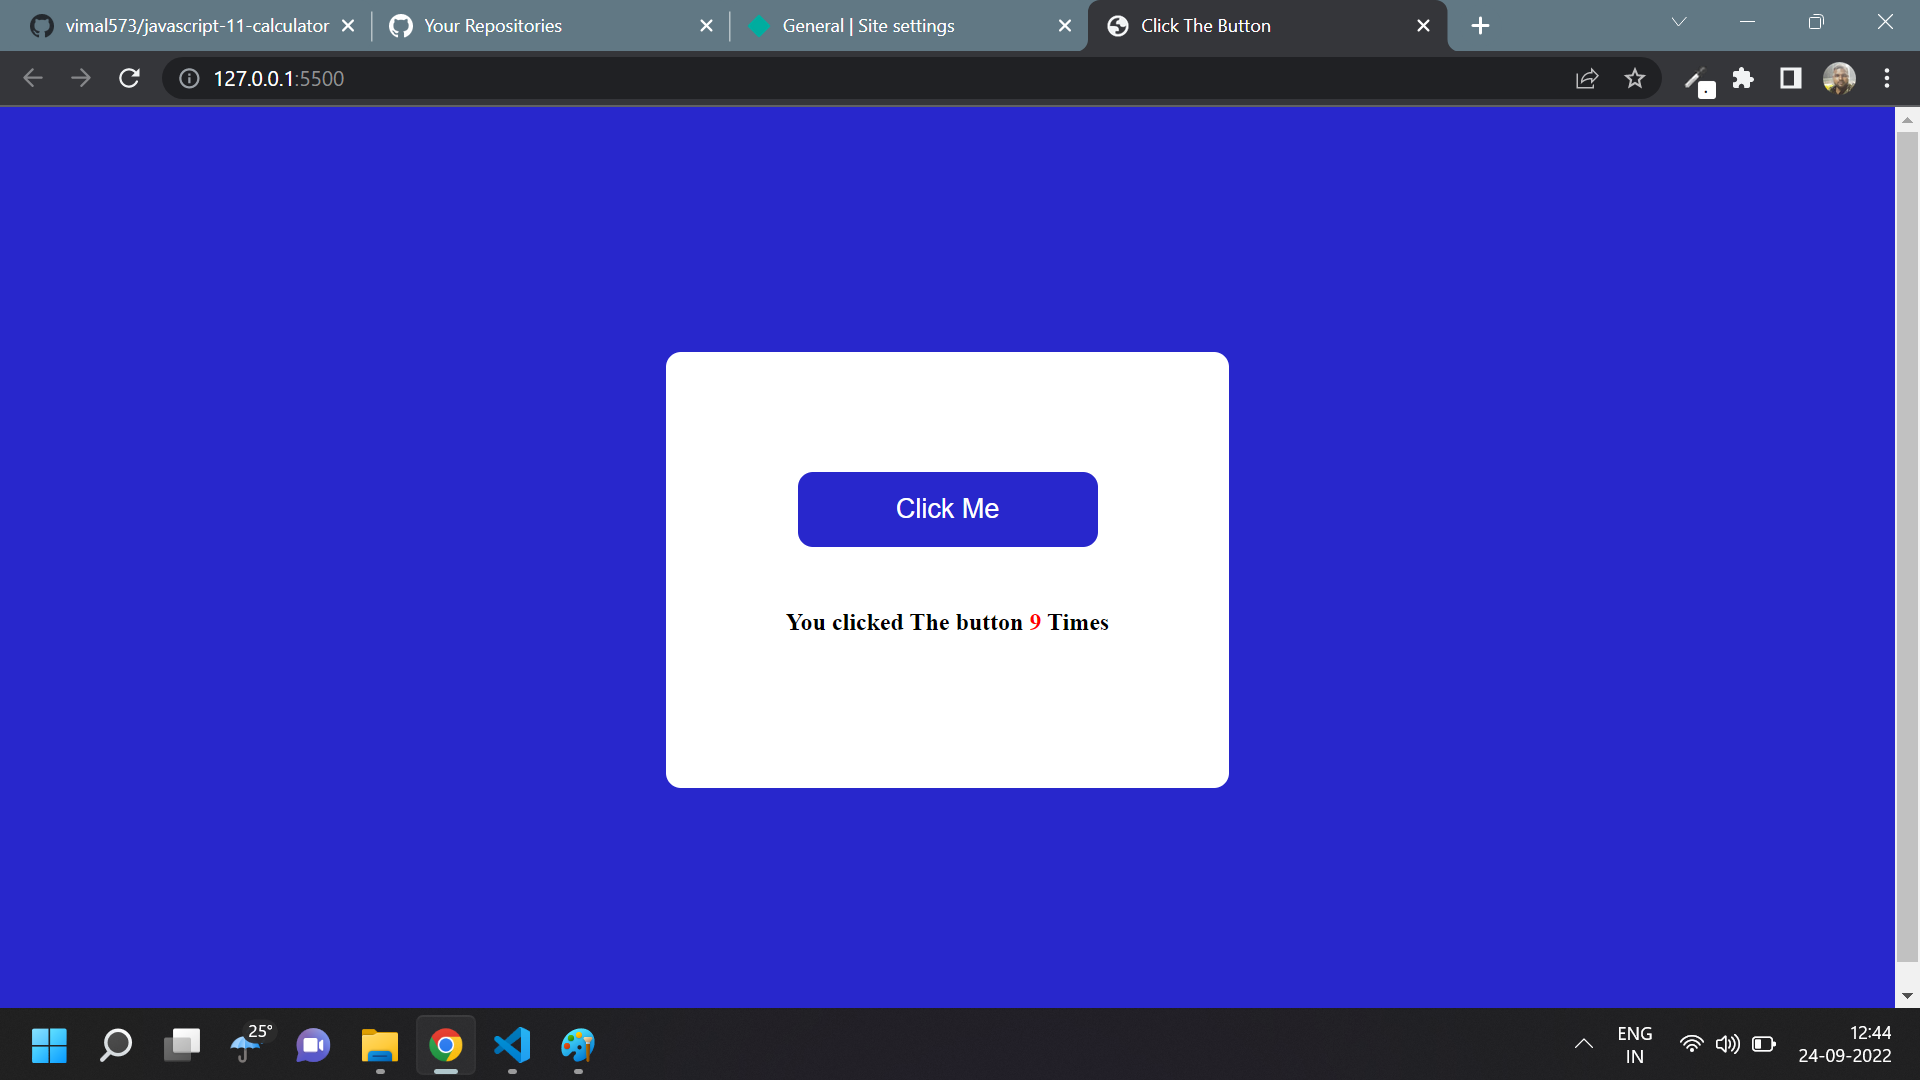 vimal573/javascript-11-calculator
Your Repositories
General | Site settings
Click The Button
127.0.0.1:5500
Click Me
You clicked The button 9 Times
25°
ENG
IN
12:44
24-09-2022